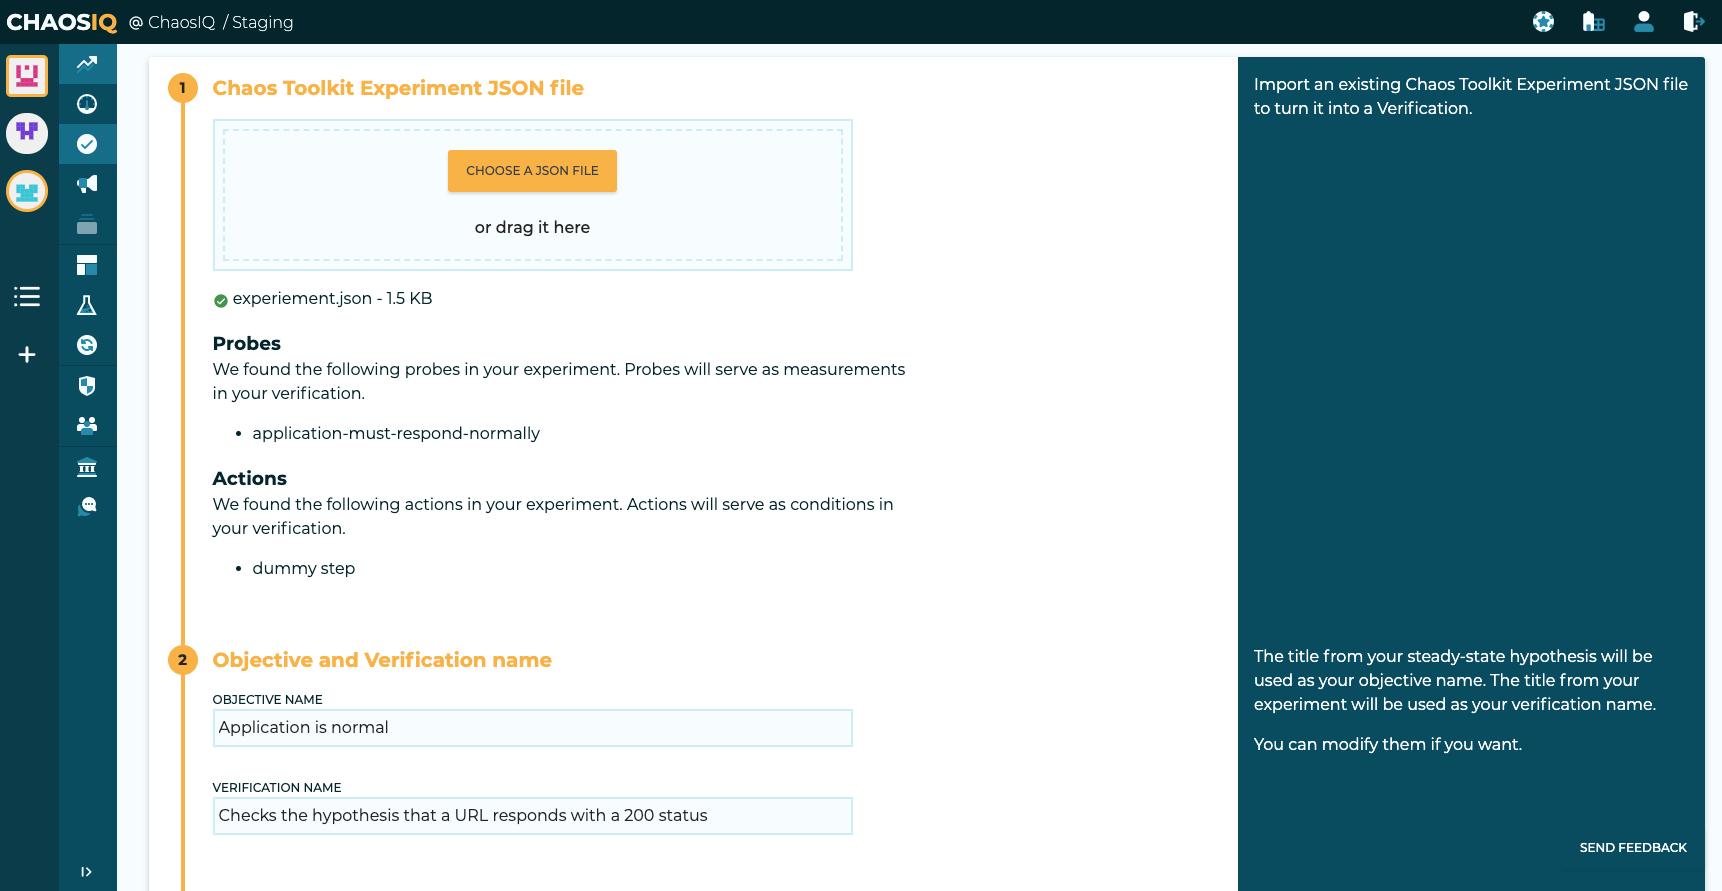 CHAOSIQ @ ChaosIQ / Staging
1 Chaos Toolkit Experiment JSON file
CHOOSE A JSON FILE
or drag it here
experiement.json - 1.5 KB
Probes
We found the following probes in your experiment. Probes will serve as measurements
in your verification.
• application-must-respond-normally
Actions
We found the following actions in your experiment. Actions will serve as conditions in
your verification.
• dummy step
2 Objective and Verification name
OBJECTIVE NAME
Application is normal
VERIFICATION NAME
Checks the hypothesis that a URL responds with a 200 status
Import an existing Chaos Toolkit Experiment JSON file
to turn it into a Verification.
The title from your steady-state hypothesis will be
used as your objective name. The title from your
experiment will be used as your verification name.
You can modify them if you want.
SEND FEEDBACK